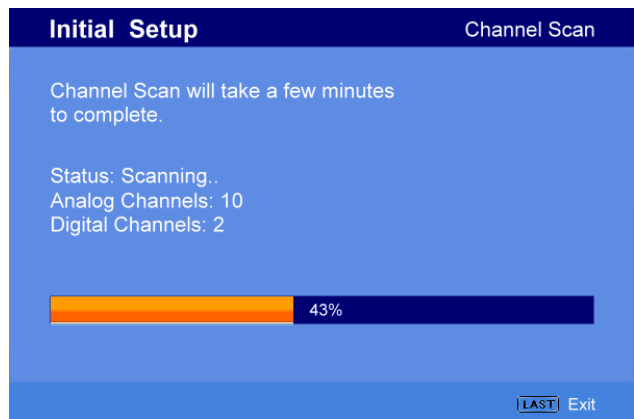 Initial Setup
Channel Scan
Channel Scan will take a few minutes
to complete.
Status: Scanning..
Analog Channels: 10
Digital Channels: 2
43%
LAST Exit